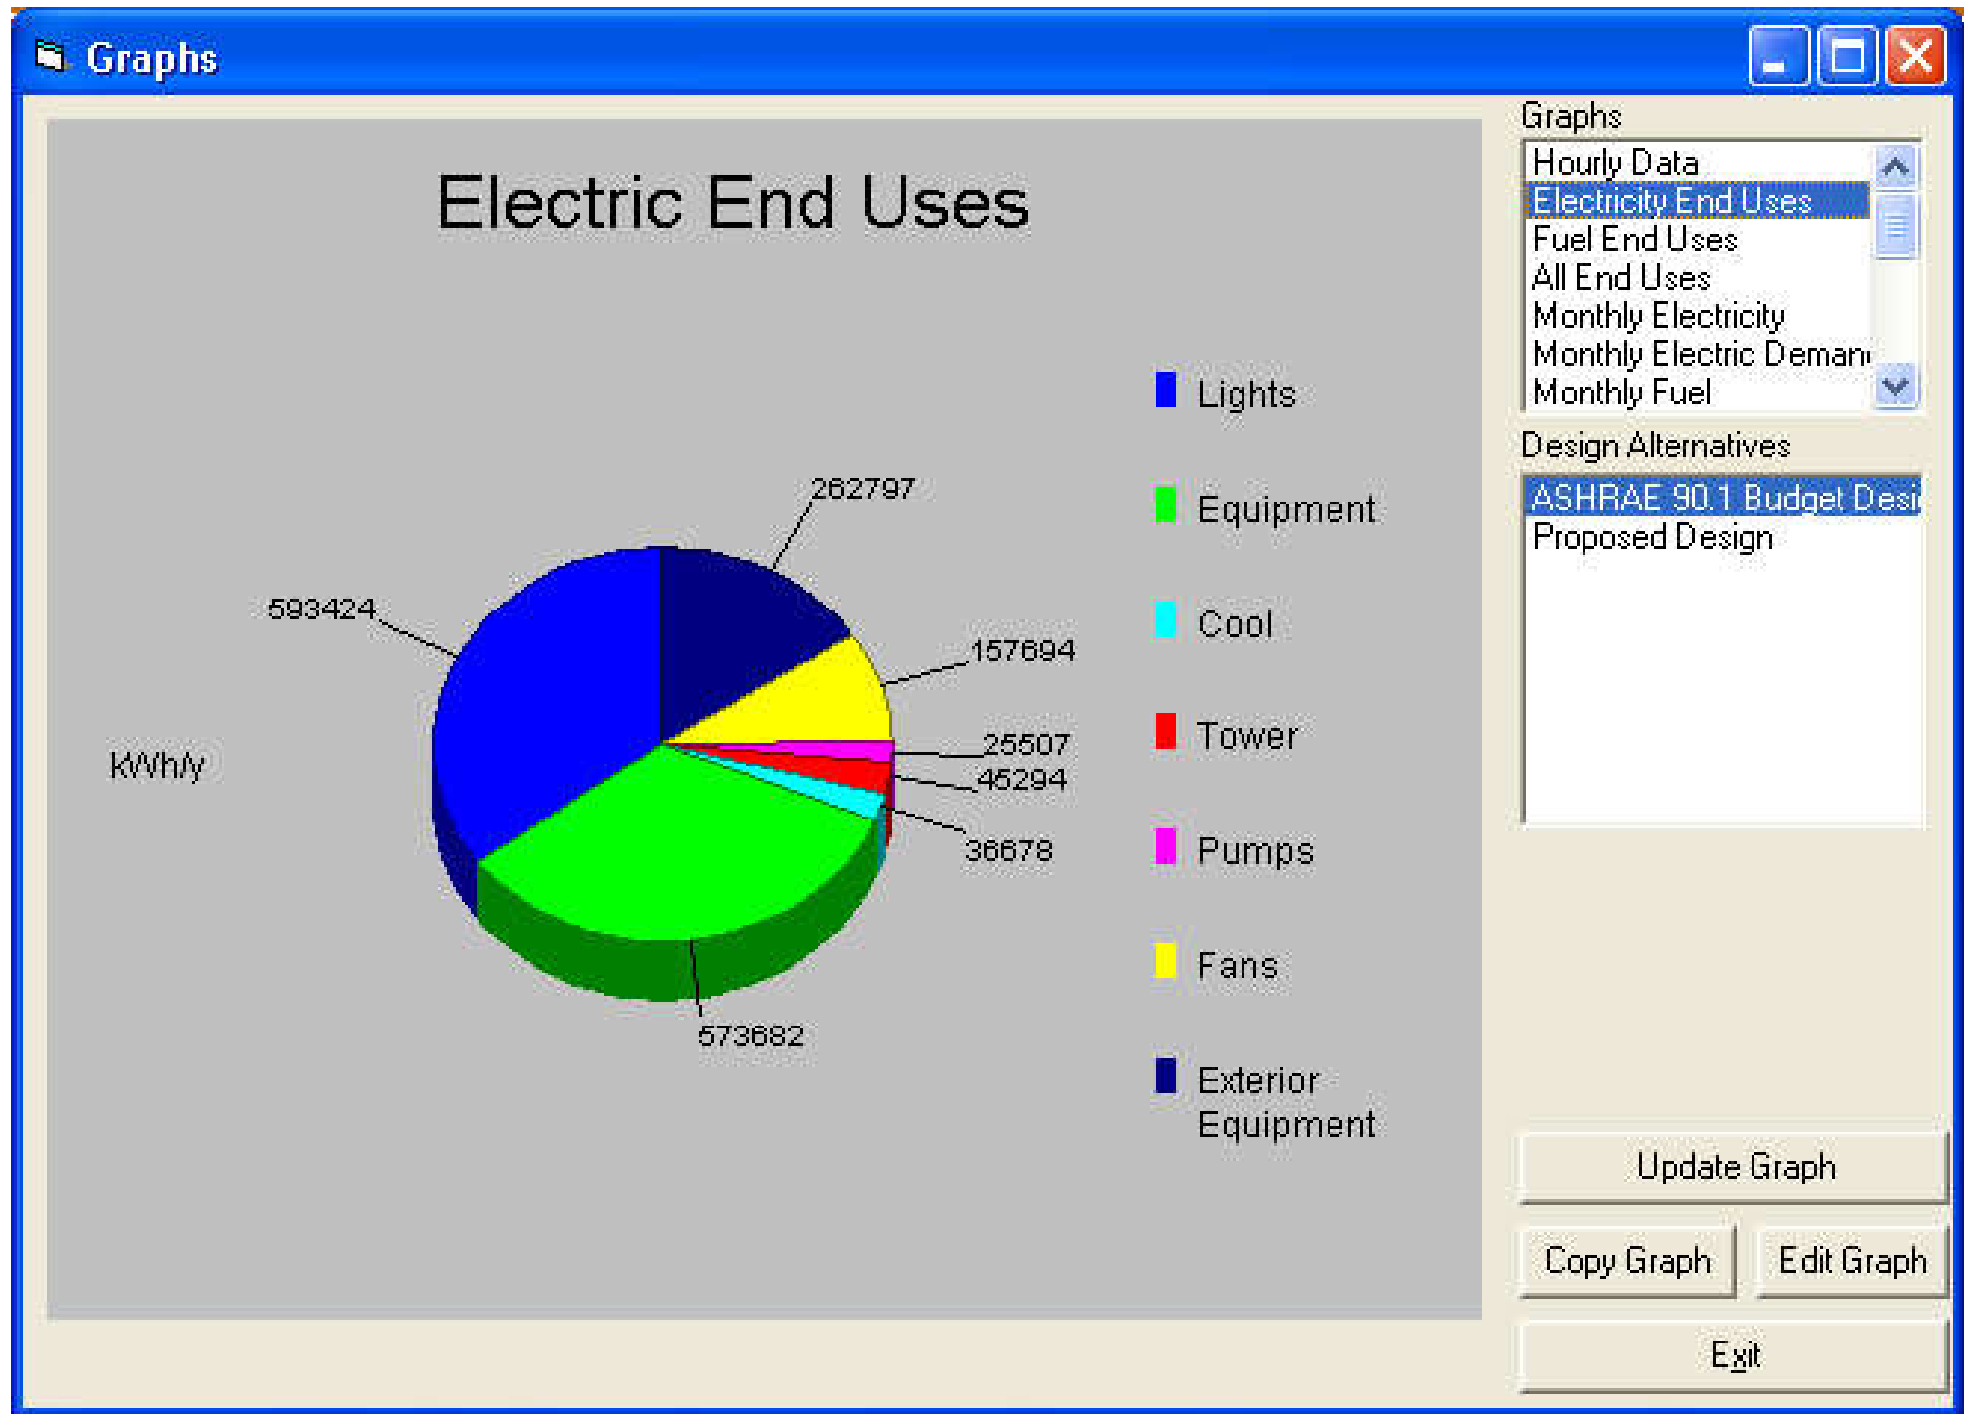 Graphs
Electric End Uses
262797
593424
157694
25507
45294
36678
573682
kWh/y
Lights
Equipment
Cool
Tower
Pumps
Fans
Exterior
Equipment
Graphs
Hourly Data
Electricity End Uses
Fuel End Uses
All End Uses
Monthly Electricity
Monthly Electric Deman
Monthly Fuel
Design Alternatives
ASHRAE 90.1 Budget Desi
Proposed Design
Update Graph
Copy Graph
Edit Graph
Exit